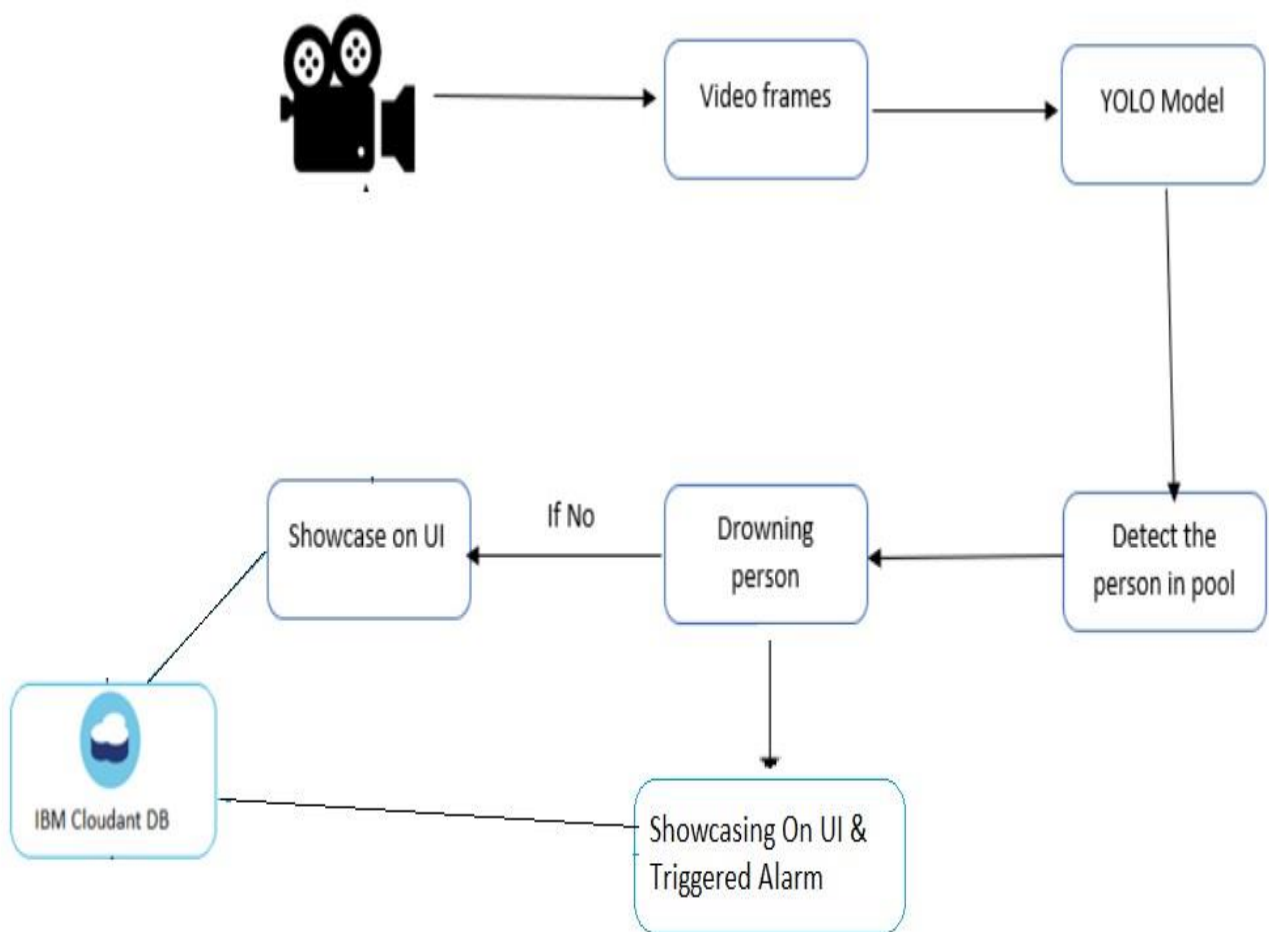 Video frames
YOLO Model
Showcase on UI
If No
Drowning
person
Detect the
person in pool
IBM Cloudant DB
Showcasing On UI &
Triggered Alarm